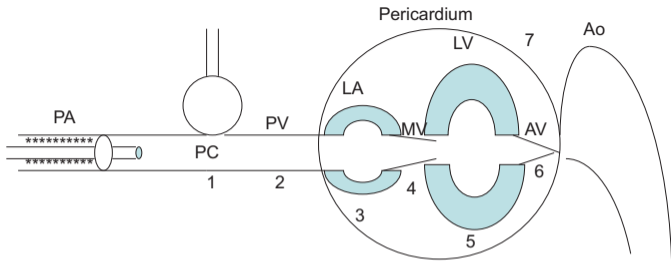 Pericardium
LV
7
Ao
LA
PA
PV
MV
AV
*********
PC
*********
1
2
3
4
5
6